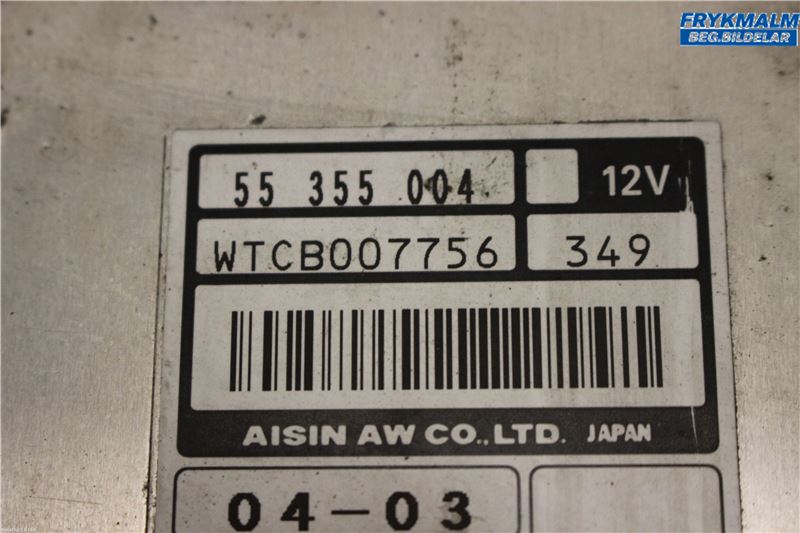 FRYKMALM
BEG.BILDELAR
55 355 004
12V
WTCB007756
349
AISIN AW CO.,LTD. JAPAN
04-03